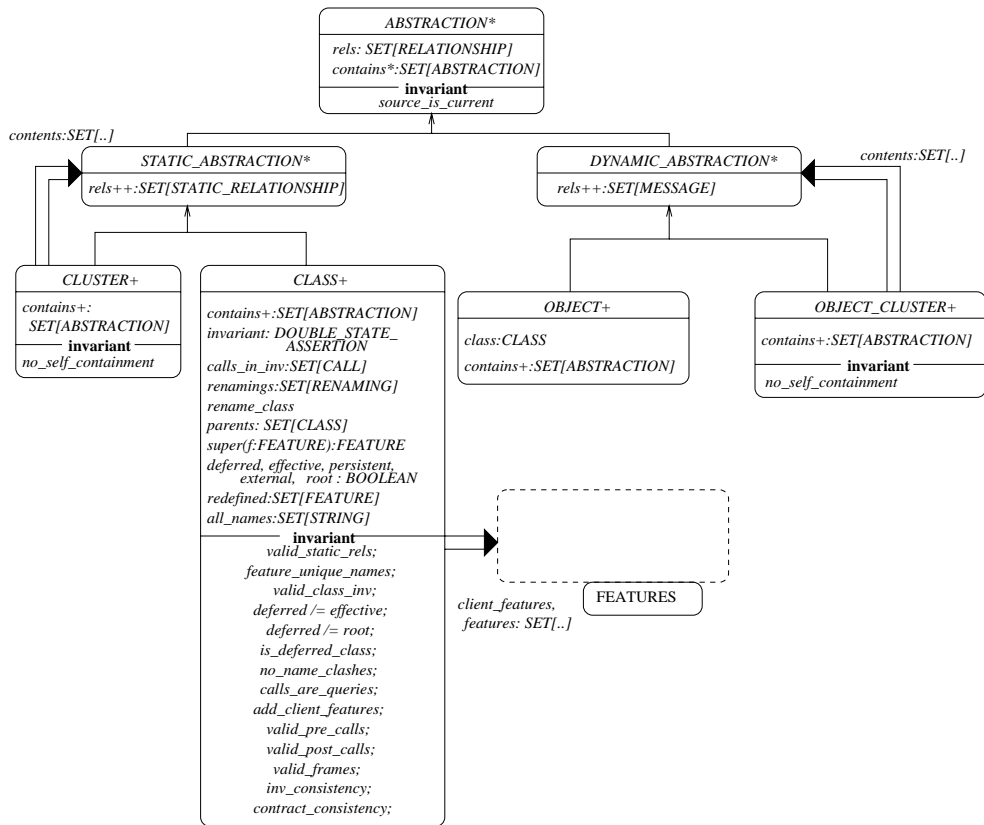 ABSTRACTION*
rels: SET[RELATIONSHIP]
contains*:SET[ABSTRACTION]
invariant
source_is_current
contents:SET[..]
STATIC_ABSTRACTION*
rels++:SET[STATIC_RELATIONSHIP]
DYNAMIC_ABSTRACTION*
rels++:SET[MESSAGE]
contents:SET[..]
CLUSTER+
contains+:
SET[ABSTRACTION]
invariant
no_self_containment
CLASS+
contains+:SET[ABSTRACTION]
invariant: DOUBLE_STATE_
ASSERTION
calls_in_inv:SET[CALL]
renamings:SET[RENAMING]
rename_class
parents: SET[CLASS]
super(f:FEATURE):FEATURE
deferred, effective, persistent,
external, root : BOOLEAN
redefined:SET[FEATURE]
all_names:SET[STRING]
invariant
valid_static_rels;
feature_unique_names;
valid_class_inv;
deferred /= effective;
deferred /= root;
is_deferred_class;
no_name_clashes;
calls_are_queries;
add_client_features;
valid_pre_calls;
valid_post_calls;
valid_frames;
inv_consistency;
contract_consistency;
OBJECT+
class:CLASS
contains+:SET[ABSTRACTION]
OBJECT_CLUSTER+
contains+:SET[ABSTRACTION]
invariant
no_self_containment
client_features,
features: SET[..]
FEATURES